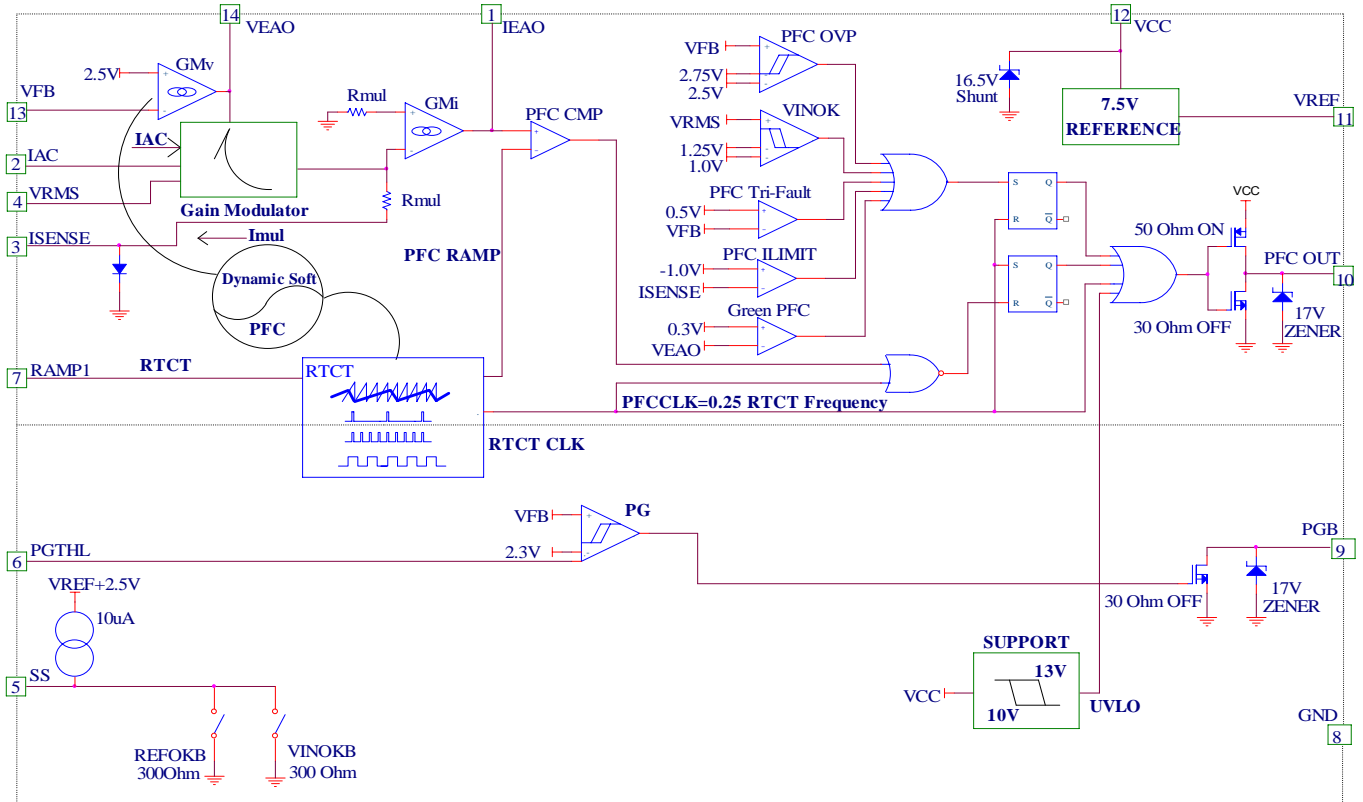 14
VEAO
1
IEAO
12
VCC
GMv
2.5V
VFB
13
IAC
IAC
2
VRMS
4
Gain Modulator
ISENSE
3
Imul
Rmul
GMi
Rmul
PFC CMP
PFC RAMP
Dynamic Soft
PFC
RAMP1
7
RTCT
RTCT
RTCT CLK
PFCCLK=0.25 RTCT Frequency
PFC OVP
VFB
2.75V
2.5V
VINOK
VRMS
1.25V
1.0V
PFC Tri-Fault
0.5V
VFB
PFC ILIMIT
-1.0V
ISENSE
Green PFC
0.3V
VEAO
16.5V
Shunt
7.5V
REFERENCE
VREF
11
S
Q
R
Q
S
Q
R
Q
VCC
50 Ohm ON
PFC OUT
10
30 Ohm OFF
17V
ZENER
VFB
PG
2.3V
PGTHL
6
PGB
9
30 Ohm OFF
17V
ZENER
VREF+2.5V
10uA
SS
5
REFOKB
300Ohm
VINOKB
300 Ohm
SUPPORT
13V
10V
VCC
UVLO
GND
8